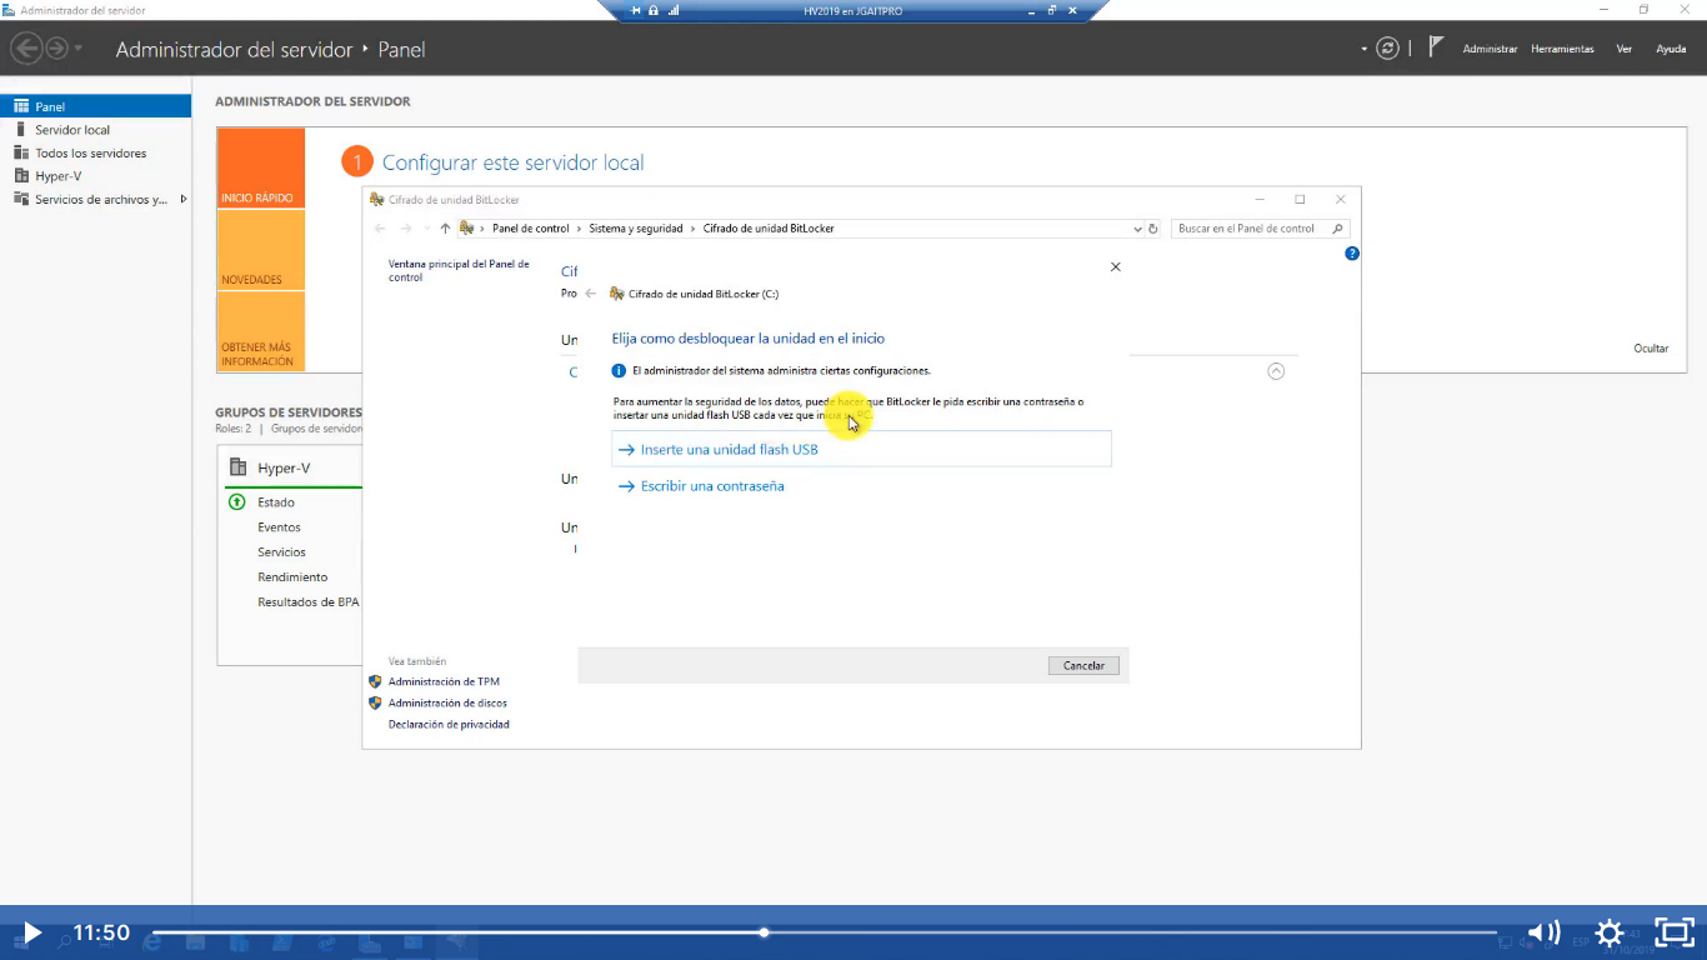 Administrador del servidor
HV2019 en JGAITPRO
Administrador del servidor
Panel
Administrar
Herramientas
Ver
Ayuda
Panel
Servidor local
Todos los servidores
Hyper-V
Servicios de archivos y...
ADMINISTRADOR DEL SERVIDOR
INICIO RÁPIDO
NOVEDADES
OBTENER MÁS
INFORMACIÓN
1 Configurar este servidor local
Ocultar
GRUPOS DE SERVIDORES
Roles: 2 | Grupos de servidor
Hyper-V
Estado
Eventos
Servicios
Rendimiento
Resultados de BPA
Cifrado de unidad BitLocker
Panel de control
Sistema y seguridad
Cifrado de unidad BitLocker
Buscar en el Panel de control
Ventana principal del Panel de
control
Cif
Pro
Un
C
Un
Un
Cifrado de unidad BitLocker (C:)
Elija como desbloquear la unidad en el inicio
El administrador del sistema administra ciertas configuraciones.
Para aumentar la seguridad de los datos, puede hacer que BitLocker le pida escribir una contraseña o
insertar una unidad flash USB cada vez que inicia su PC.
Inserte una unidad flash USB
Escribir una contraseña
Cancelar
Vea también
Administración de TPM
Administración de discos
Declaración de privacidad
11:50
ESP